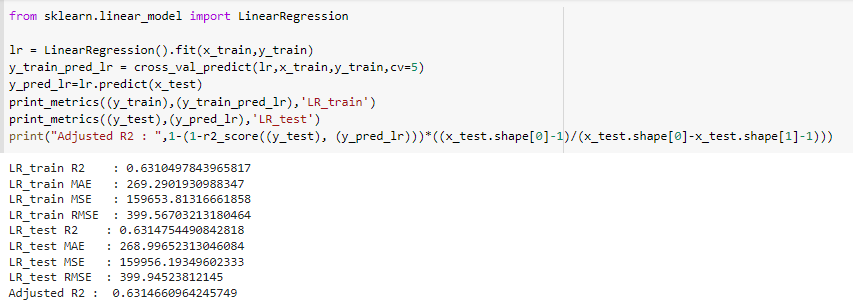 from sklearn.linear_model import LinearRegression
lr = LinearRegression().fit(x_train,y_train)
y_train_pred_lr = cross_val_predict(lr,x_train,y_train,cv=5)
y_pred_lr=lr.predict(x_test)
print_metrics((y_train),(y_train_pred_lr),'LR_train')
print_metrics((y_test),(y_pred_lr),'LR_test')
print("Adjusted R2 : ",1-(1-r2_score((y_test), (y_pred_lr)))*((x_test.shape[0]-1)/(x_test.shape[0]-x_test.shape[1]-1)))
LR_train R2    : 0.6310497843965817
LR_train MAE   : 269.2901930988347
LR_train MSE   : 159653.81316661858
LR_train RMSE  : 399.56703213180464
LR_test R2    : 0.6314754490842818
LR_test MAE   : 268.99652313046084
LR_test MSE   : 159956.19349602333
LR_test RMSE  : 399.94523812145
Adjusted R2 :  0.6314660964245749